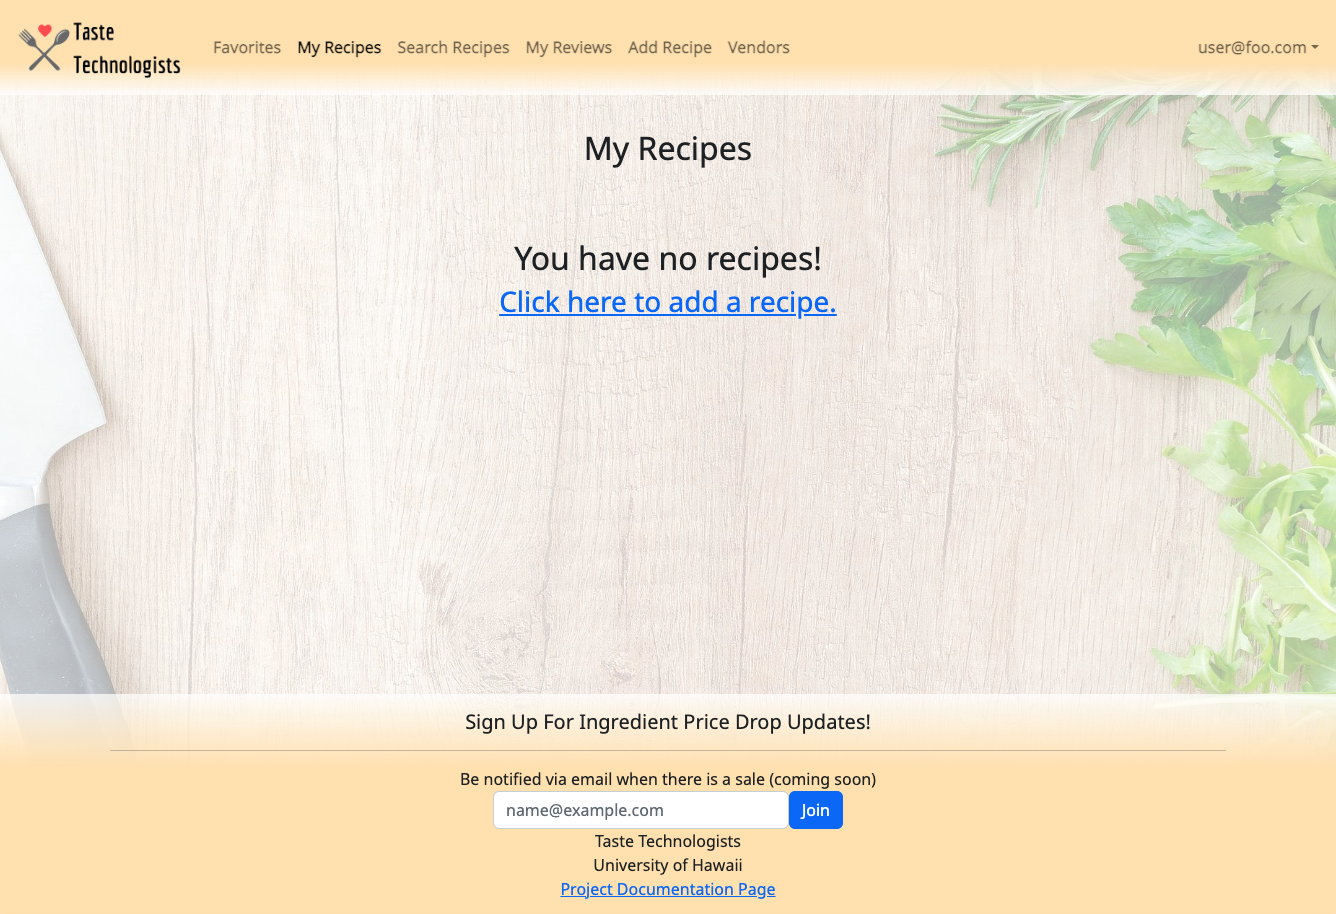 Taste
Technologists
Favorites My Recipes Search Recipes My Reviews Add Recipe Vendors user@foo.com
My Recipes
You have no recipes!
Click here to add a recipe.
Sign Up For Ingredient Price Drop Updates!
Be notified via email when there is a sale (coming soon)
name@example.com Join
Taste Technologists
University of Hawaii
Project Documentation Page